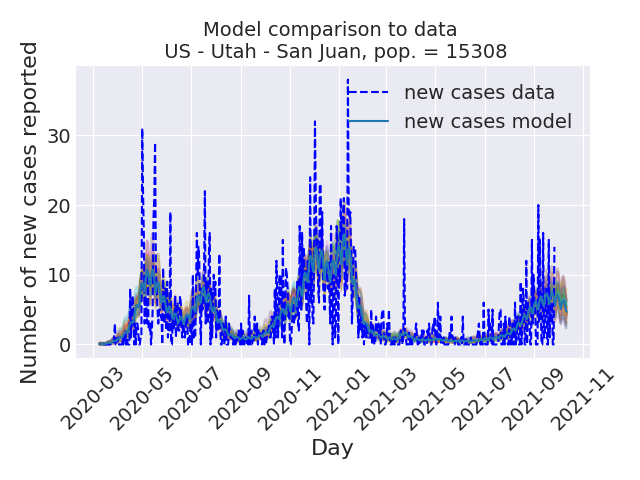 Model comparison to data
US - Utah - San Juan, pop. = 15308
Number of new cases reported
30
20
10
0
new cases data
new cases model
2020-03
2020-05
2020-07
2020-09
2020-11
2021-01
2021-03
2021-05
2021-07
2021-09
2021-11
Day